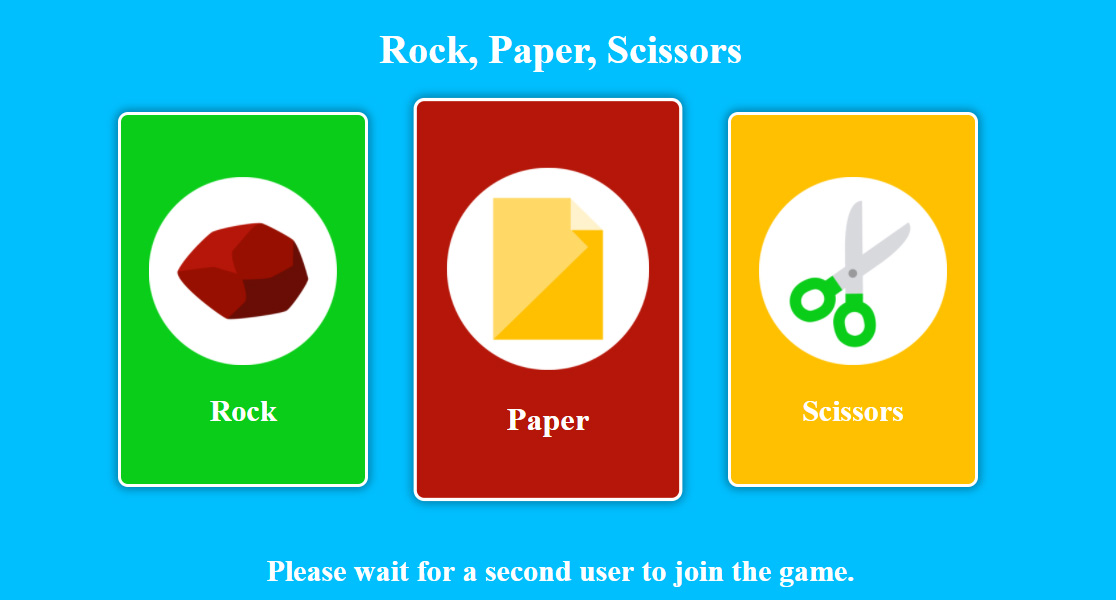 Rock, Paper, Scissors
Rock
Paper
Scissors
Please wait for a second user to join the game.